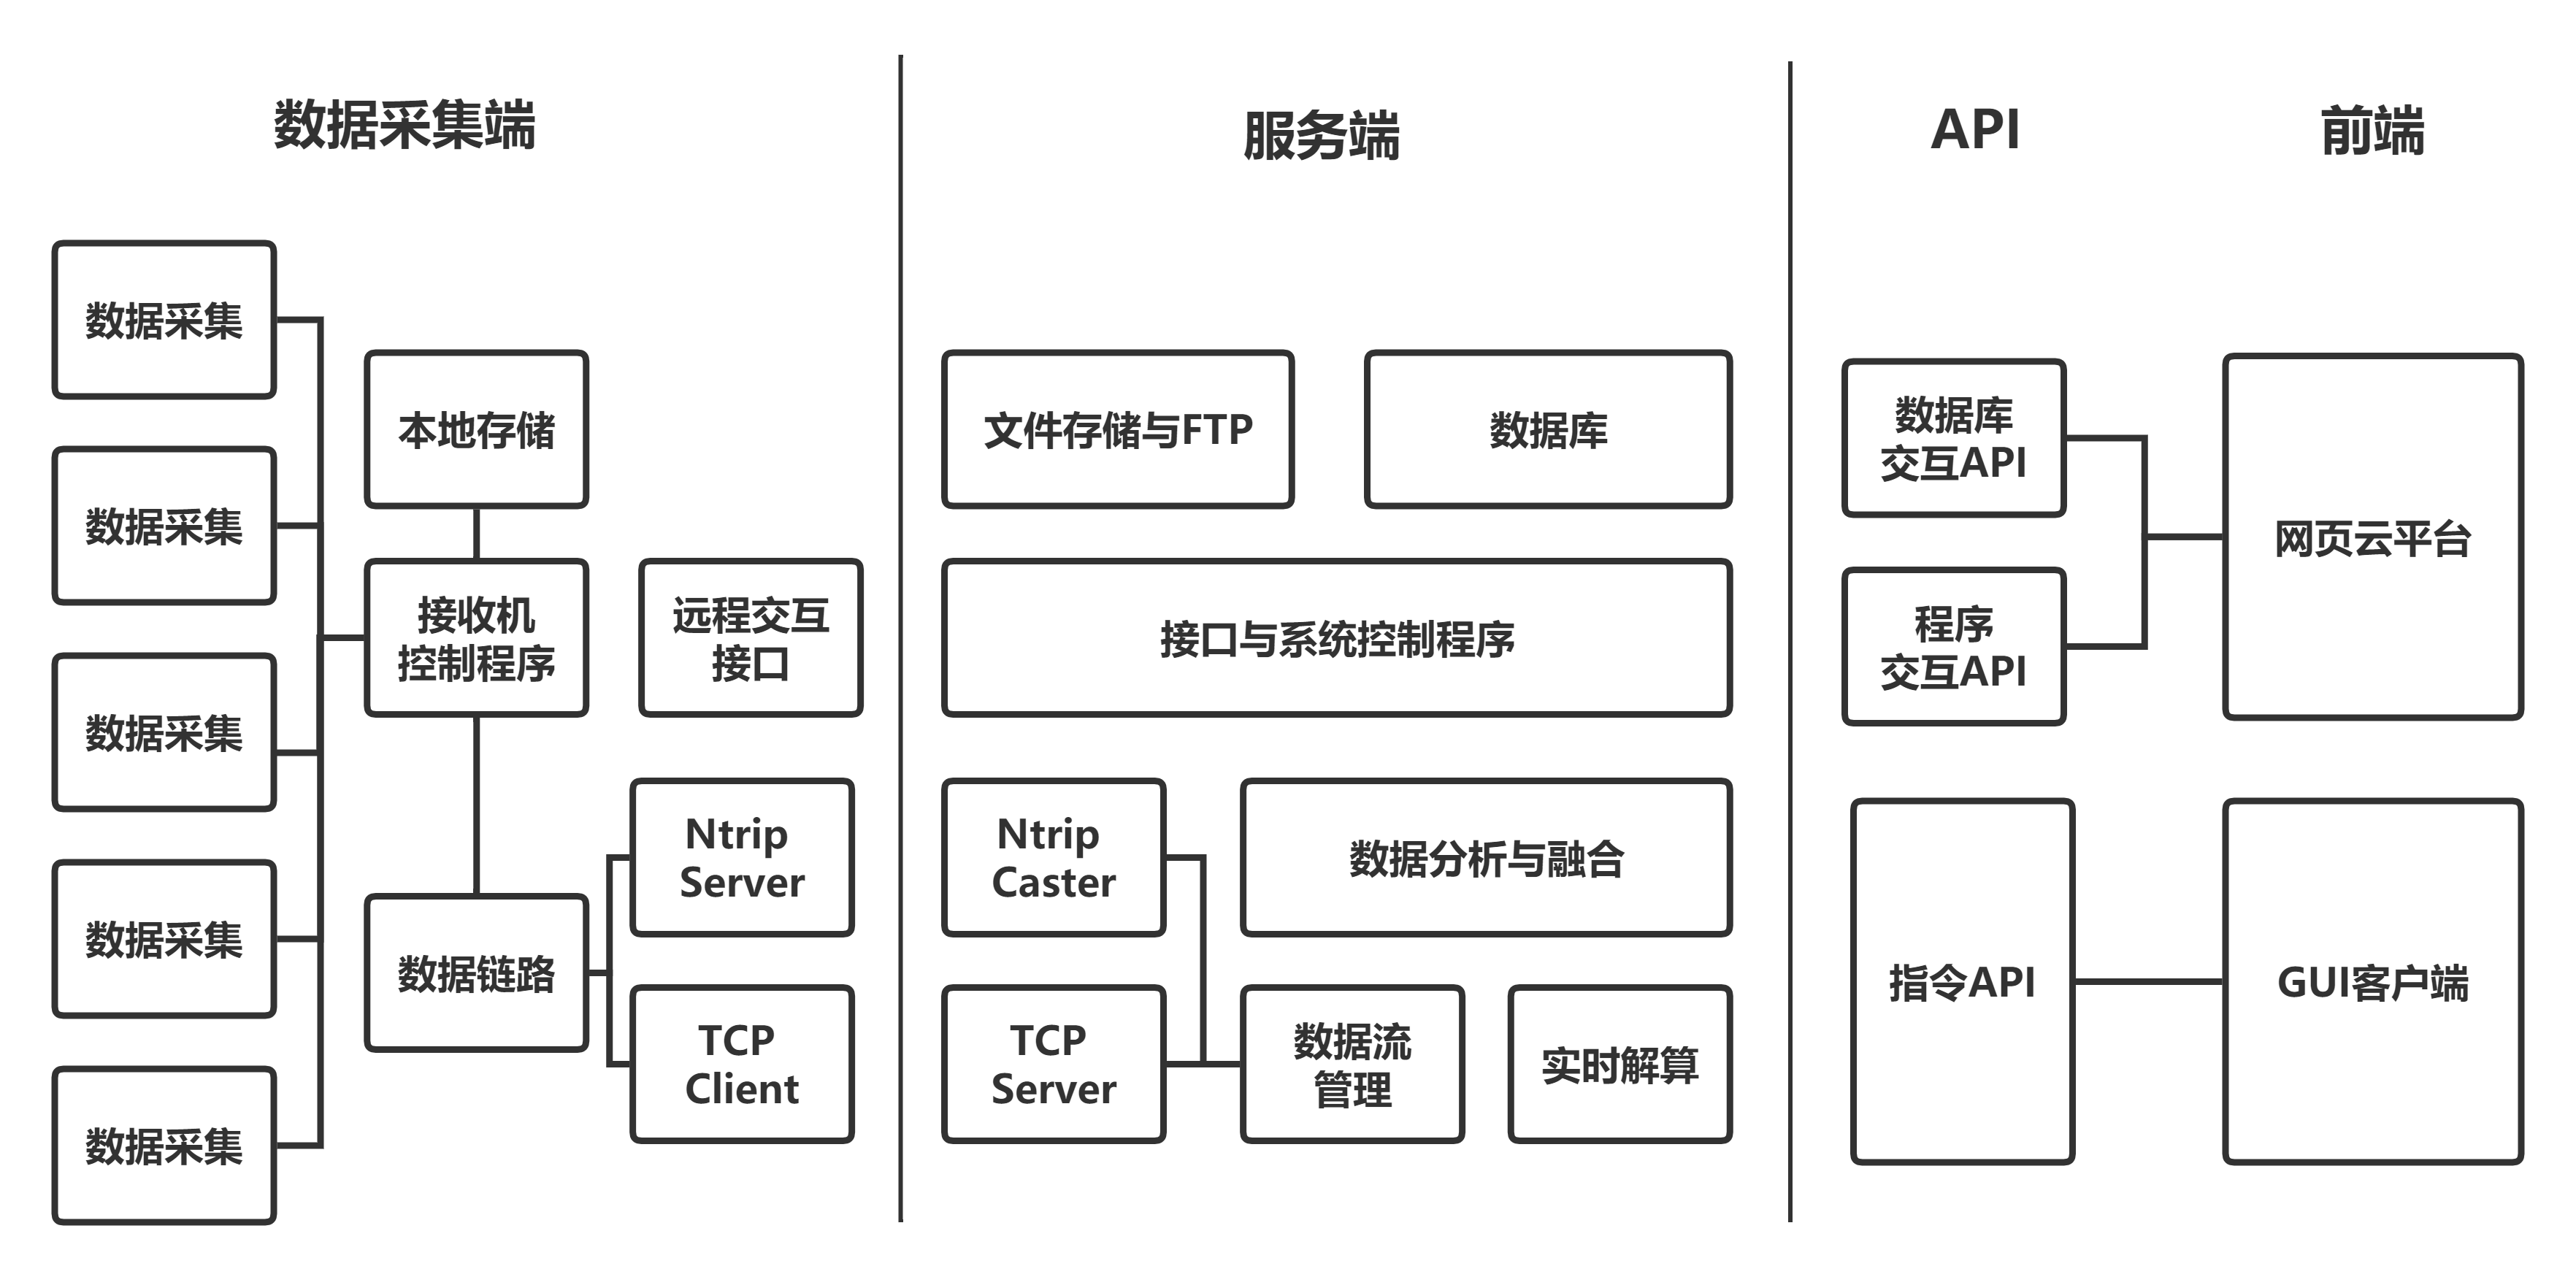 数据采集端
服务端
API
前端
数据采集
数据采集
数据采集
数据采集
数据采集
本地存储
接收机
控制程序
远程交互
接口
数据链路
Ntrip
Server
TCP
Client
文件存储与FTP
数据库
接口与系统控制程序
Ntrip
Caster
数据分析与融合
TCP
Server
数据流
管理
实时解算
数据库
交互API
程序
交互API
指令API
网页云平台
GUI客户端